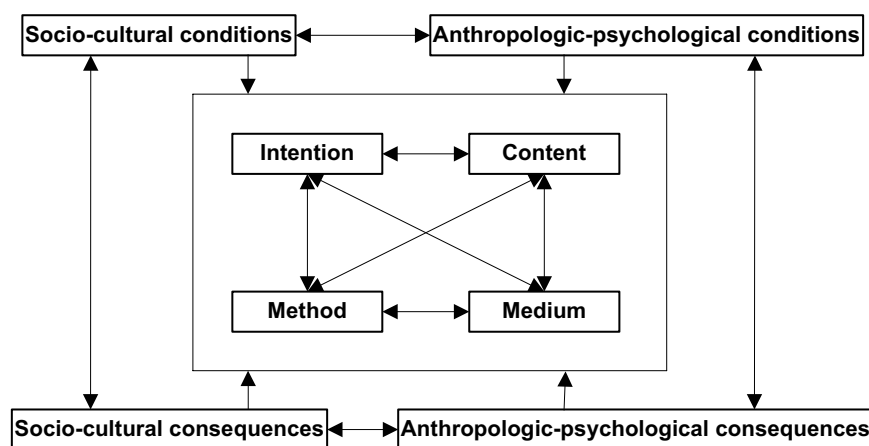 Socio-cultural conditions
Anthropologic-psychological conditions
Intention
Content
Method
Medium
Socio-cultural consequences
Anthropologic-psychological consequences